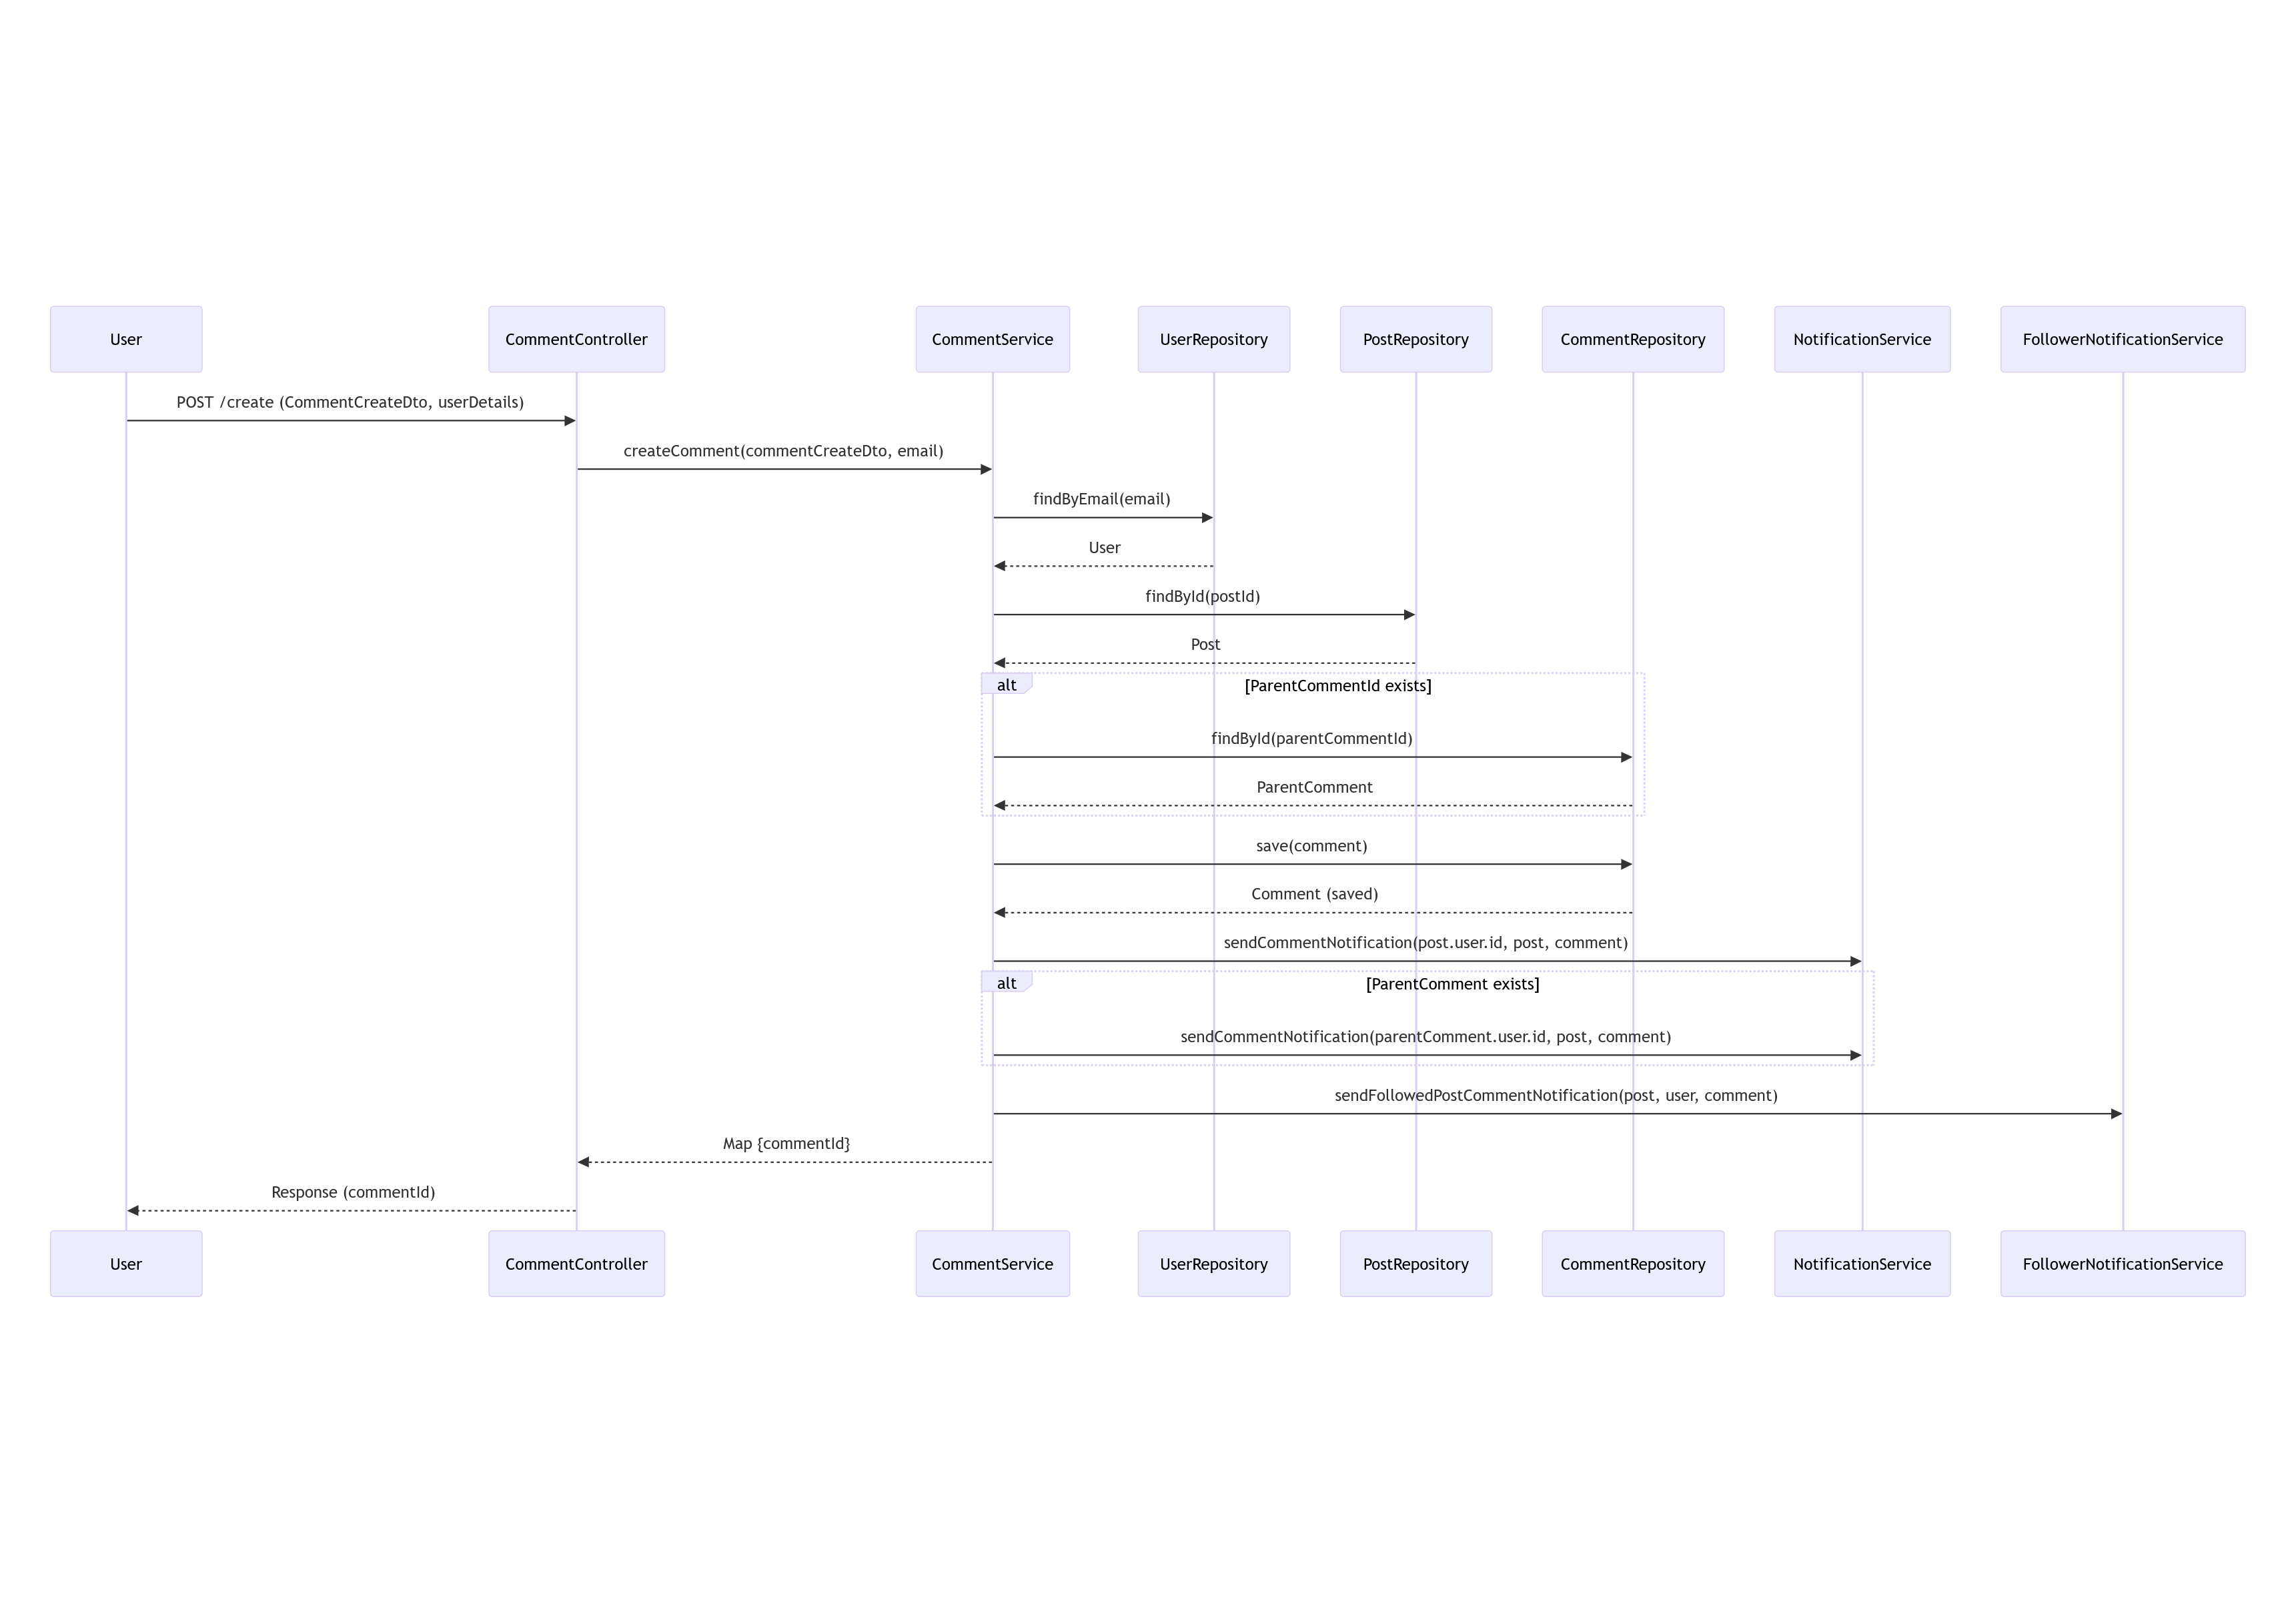 User
CommentController
CommentService
UserRepository
PostRepository
CommentRepository
NotificationService
FollowerNotificationService
POST /create (CommentCreateDto, userDetails)
createComment(commentCreateDto, email)
findByEmail(email)
User
findById(postId)
Post
alt
[ParentCommentId exists]
findById(parentCommentId)
ParentComment
save(comment)
Comment (saved)
sendCommentNotification(post.user.id, post, comment)
alt
[ParentComment exists]
sendCommentNotification(parentComment.user.id, post, comment)
sendFollowedPostCommentNotification(post, user, comment)
Map {commentId}
Response (commentId)
User
CommentController
CommentService
UserRepository
PostRepository
CommentRepository
NotificationService
FollowerNotificationService